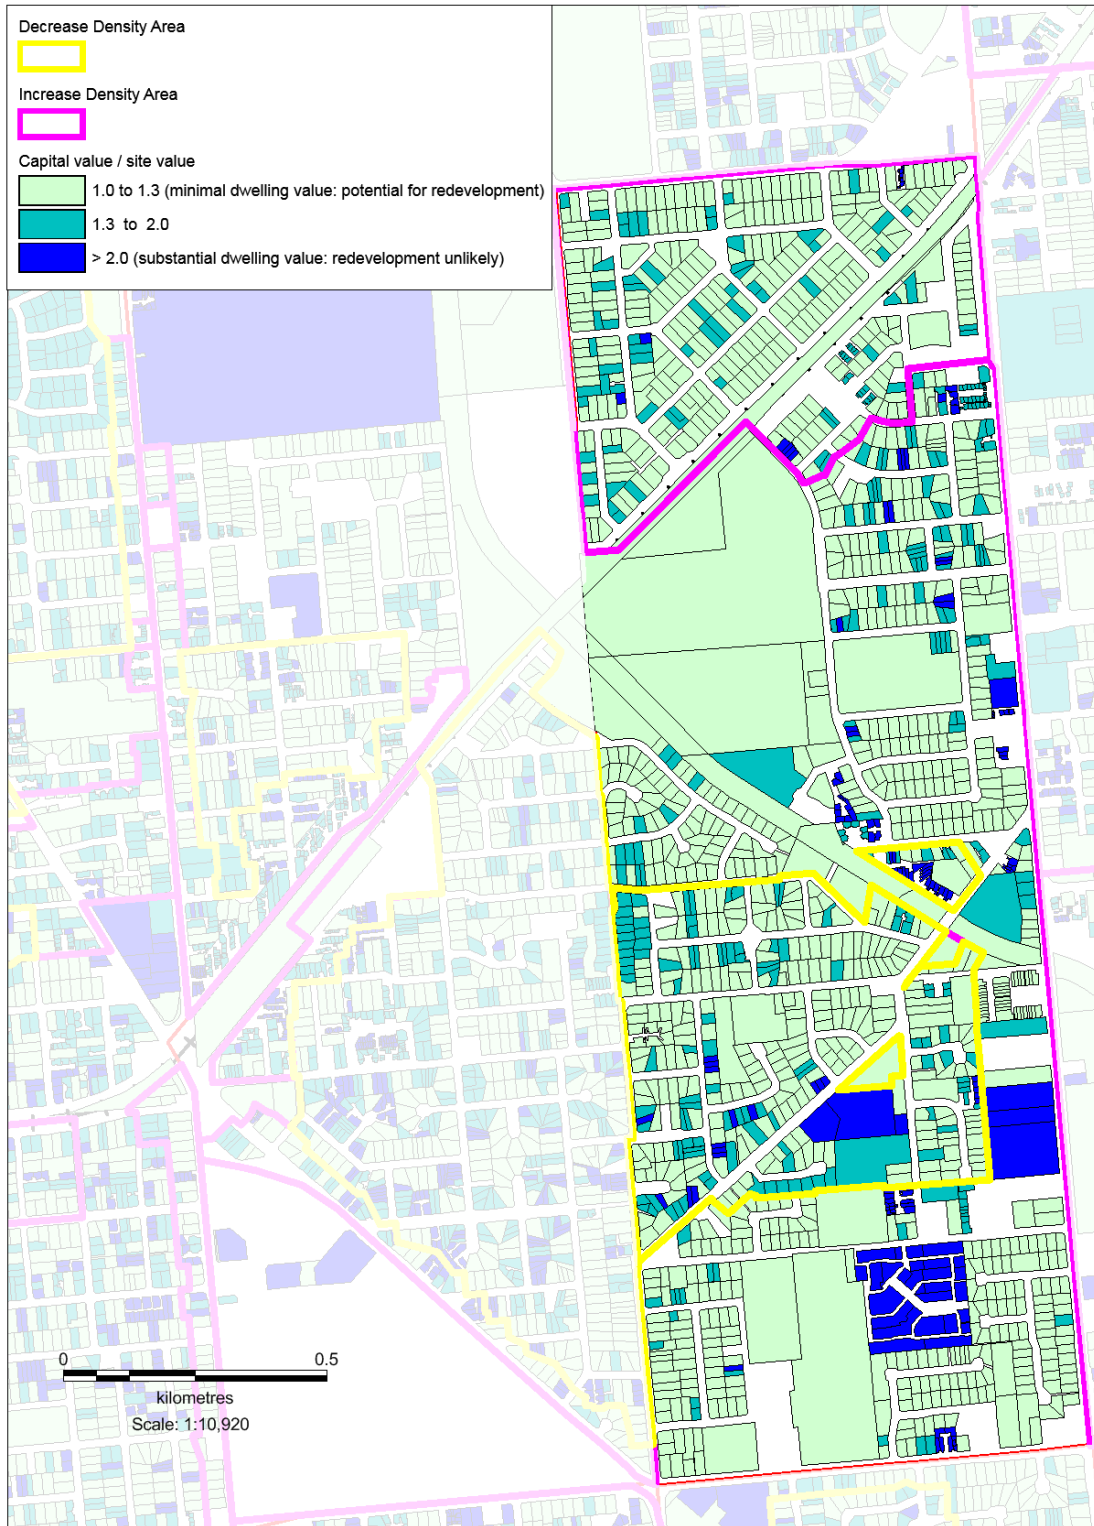 Decrease Density Area
Increase Density Area
Capital value / site value
1.0 to 1.3 (minimal dwelling value: potential for redevelopment)
1.3 to 2.0
> 2.0 (substantial dwelling value: redevelopment unlikely)
0 0.5
kilometres
Scale: 1:10,920